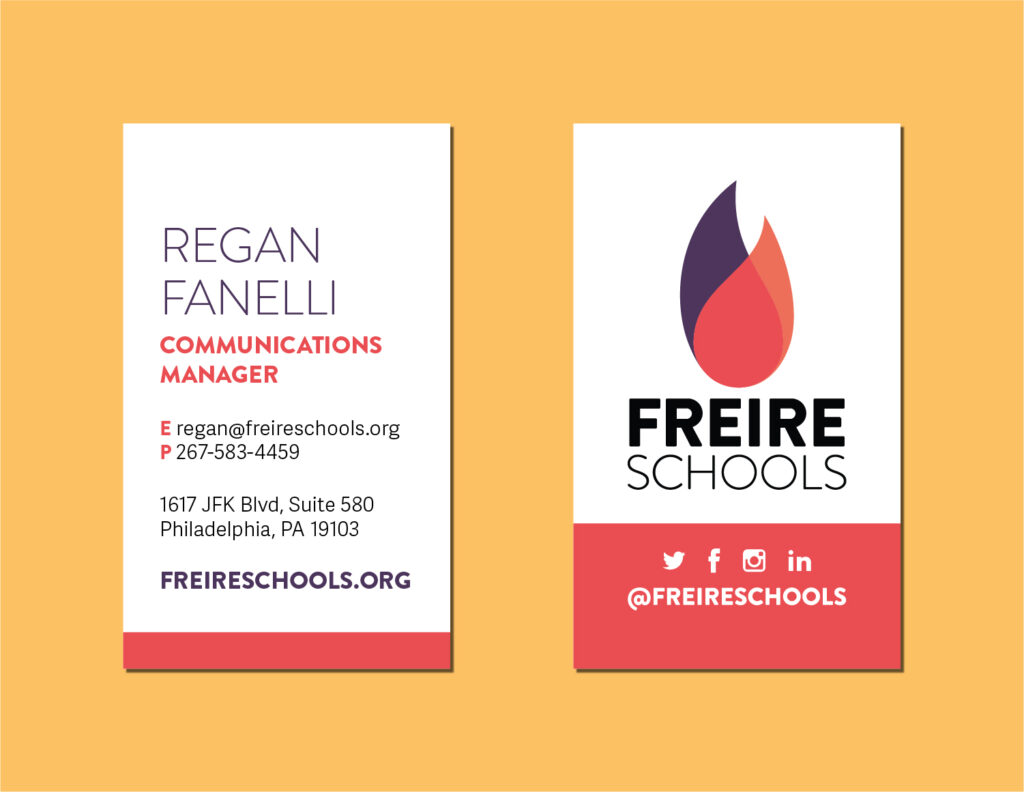 REGAN
FANELLI
COMMUNICATIONS
MANAGER
E regan@freireschools.org
P 267-583-4459
1617 JFK Blvd, Suite 580
Philadelphia, PA 19103
FREIRESCHOOLS.ORG
FREIRE
SCHOOLS
@FREIRESCHOOLS